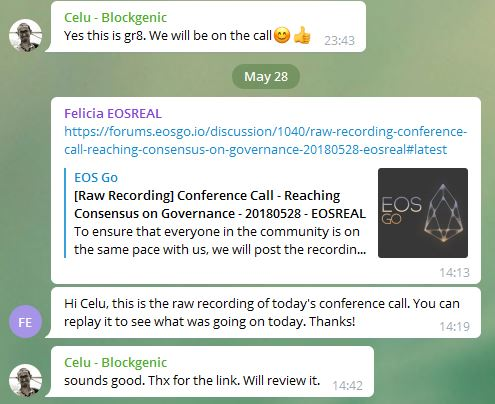 Celu - Blockgenic
Yes this is gr8. We will be on the call😊👍 23:43
May 28
Felicia EOSREAL
https://forums.eosgo.io/discussion/1040/raw-recording-conference-
call-reaching-consensus-on-governance-20180528-eosreal#latest
EOS Go
[Raw Recording] Conference Call - Reaching
Consensus on Governance - 20180528 - EOSREAL
To ensure that everyone in the community is on
the same pace with us, we will post the recordin...
EOS
GO
14:13
FE
Hi Celu, this is the raw recording of today's conference call. You can
replay it to see what was going on today. Thanks! 14:19
Celu - Blockgenic
sounds good. Thx for the link. Will review it. 14:42